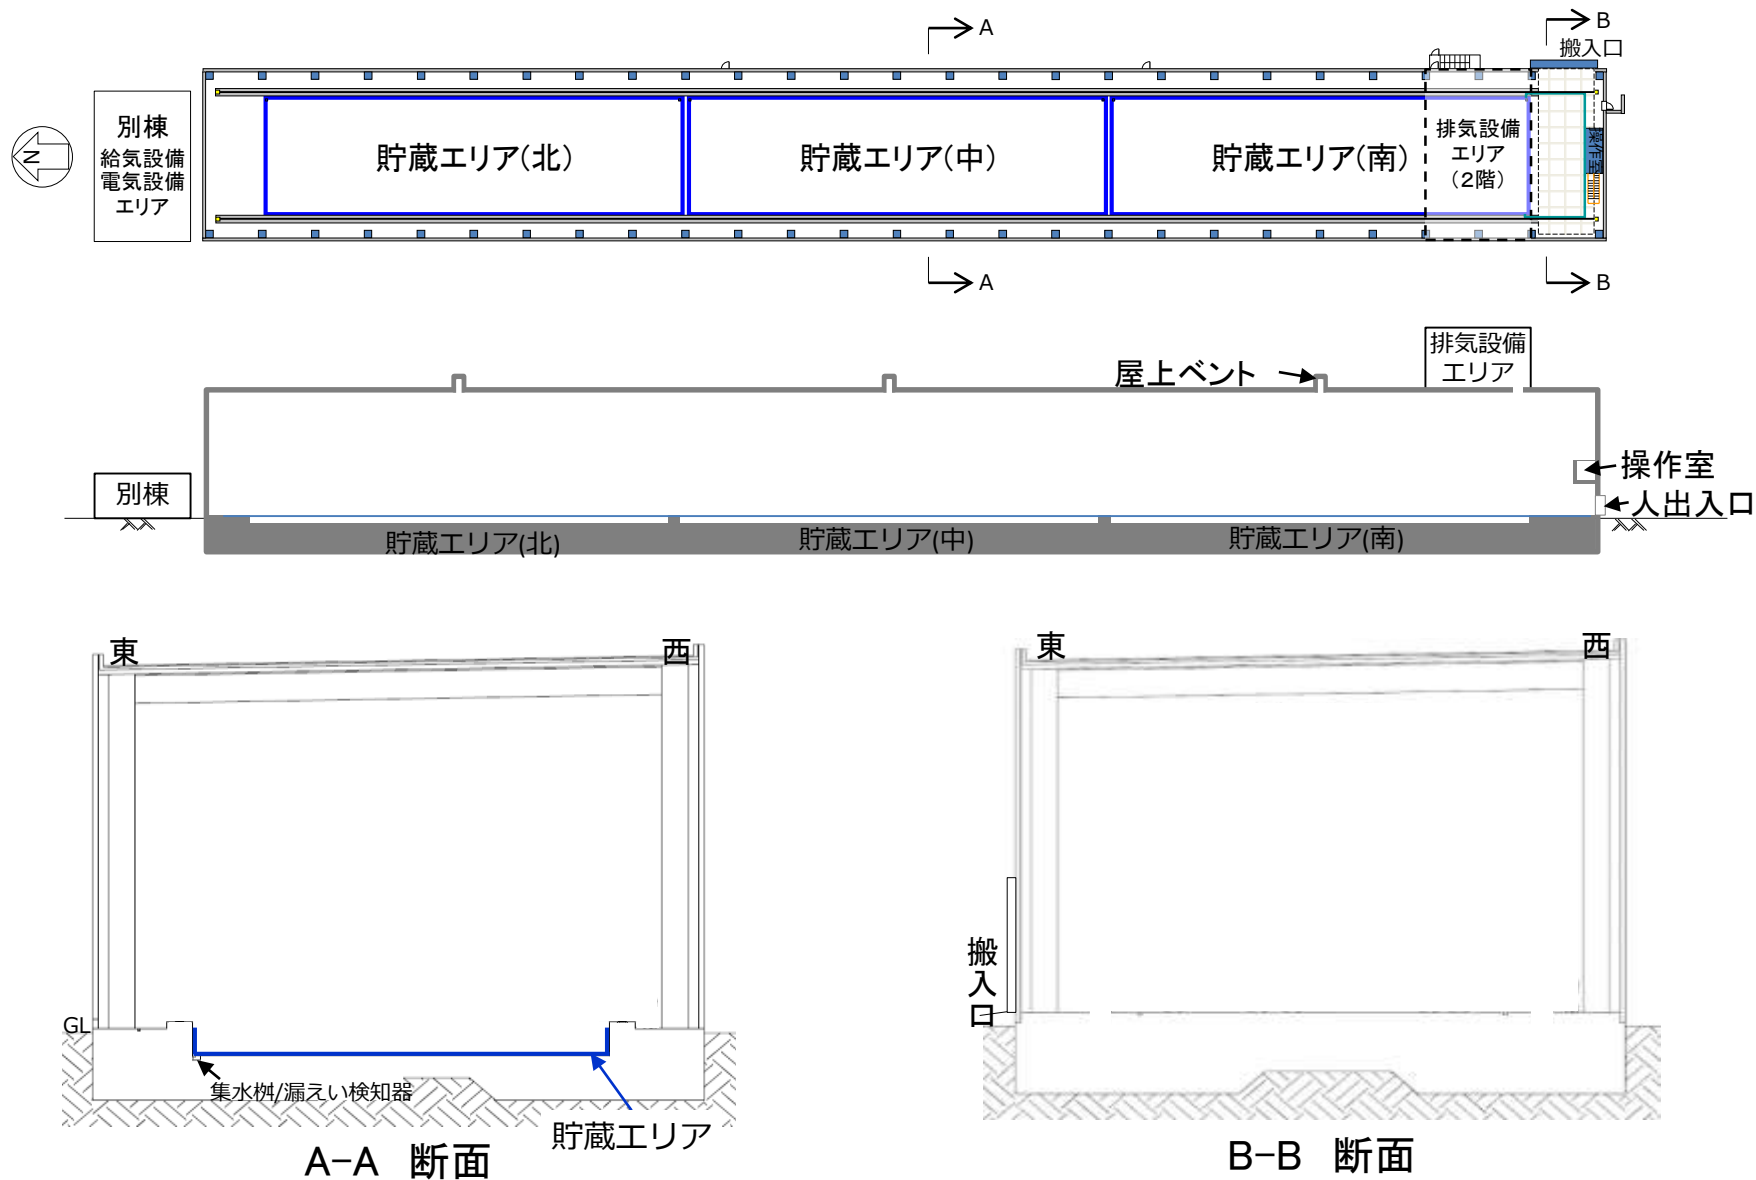 A
B
搬入口
別棟
給気設備
電気設備
エリア
N
貯蔵エリア(北)
貯蔵エリア(中)
貯蔵エリア(南)
排気設備
エリア
（2階）
操作室
A
B
排気設備
エリア
屋上ベント
操作室
人出入口
別棟
貯蔵エリア(北)
貯蔵エリア(中)
貯蔵エリア(南)
東
西
GL
集水桝/漏えい検知器
貯蔵エリア
A-A 断面
東
西
搬
入
口
B-B 断面